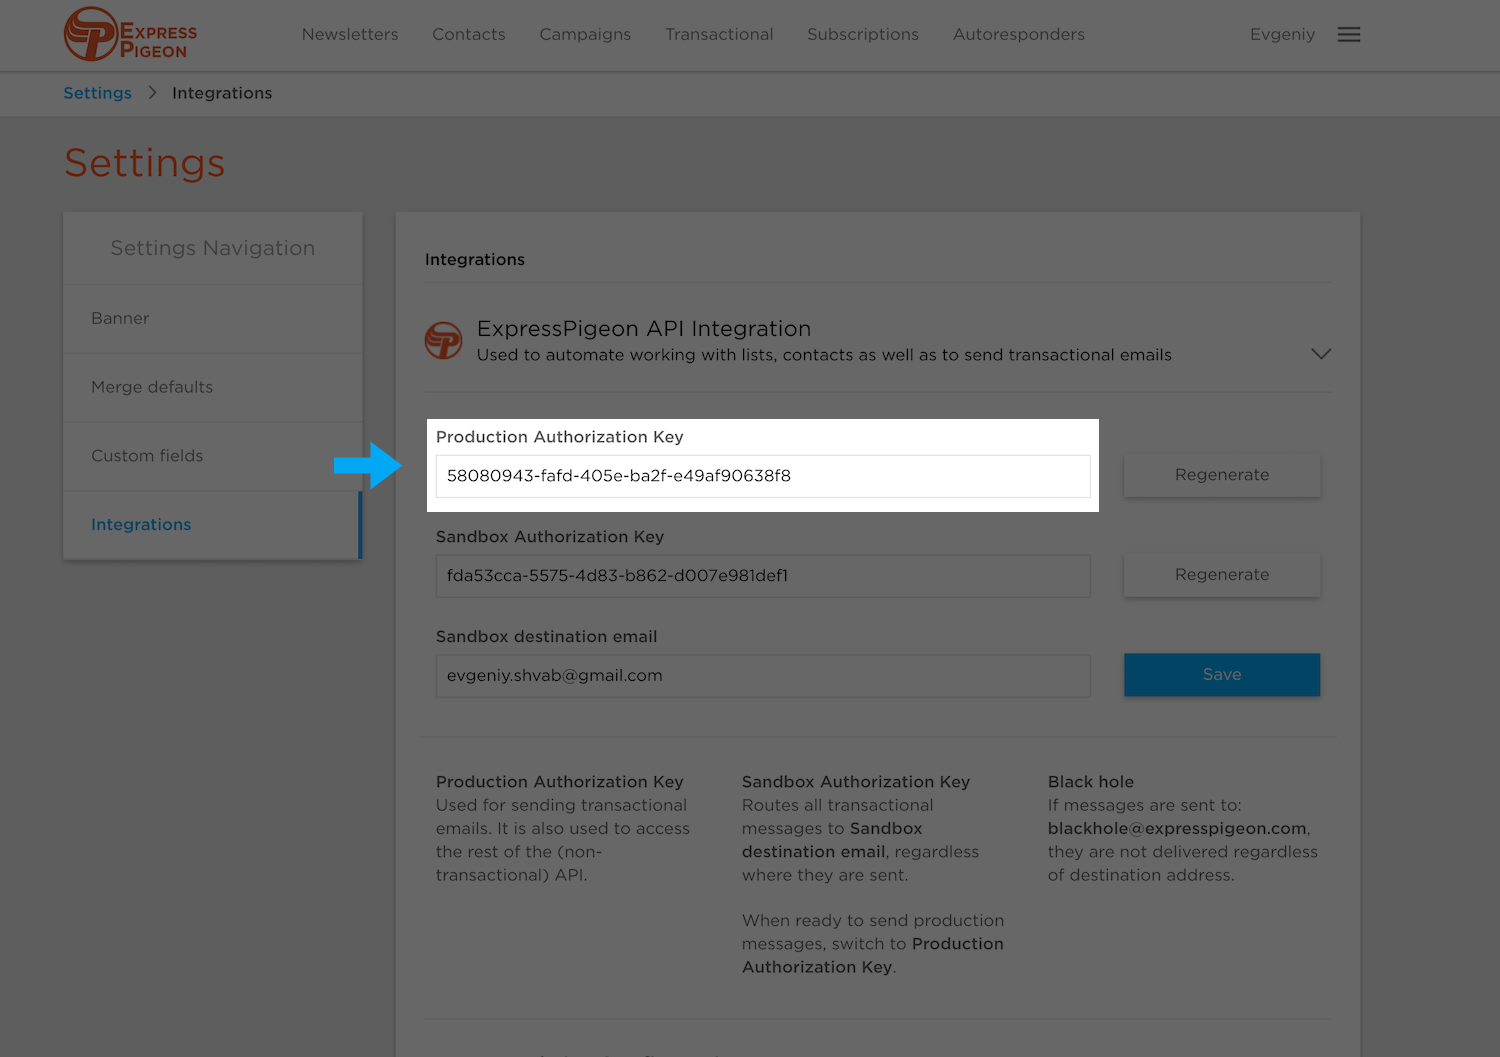 EXPRESS
PIGEON
Newsletters
Contacts
Campaigns
Transactional
Subscriptions
Autoresponders
Evgeniy
Settings
Integrations
Settings
Settings Navigation
Banner
Merge defaults
Custom fields
Integrations
Integrations
ExpressPigeon API Integration
Used to automate working with lists, contacts as well as to send transactional emails
Production Authorization Key
58080943-fafd-405e-ba2f-e49af90638f8
Regenerate
Sandbox Authorization Key
fda53cca-5575-4d83-b862-d007e981def1
Regenerate
Sandbox destination email
evgeniy.shvab@gmail.com
Save
Production Authorization Key
Used for sending transactional
emails. It is also used to access
the rest of the (non-
transactional) API.
Sandbox Authorization Key
Routes all transactional
messages to Sandbox
destination email, regardless
where they are sent.
When ready to send production
messages, switch to Production
Authorization Key.
Black hole
If messages are sent to:
blackhole@expresspigeon.com,
they are not delivered regardless
of destination address.